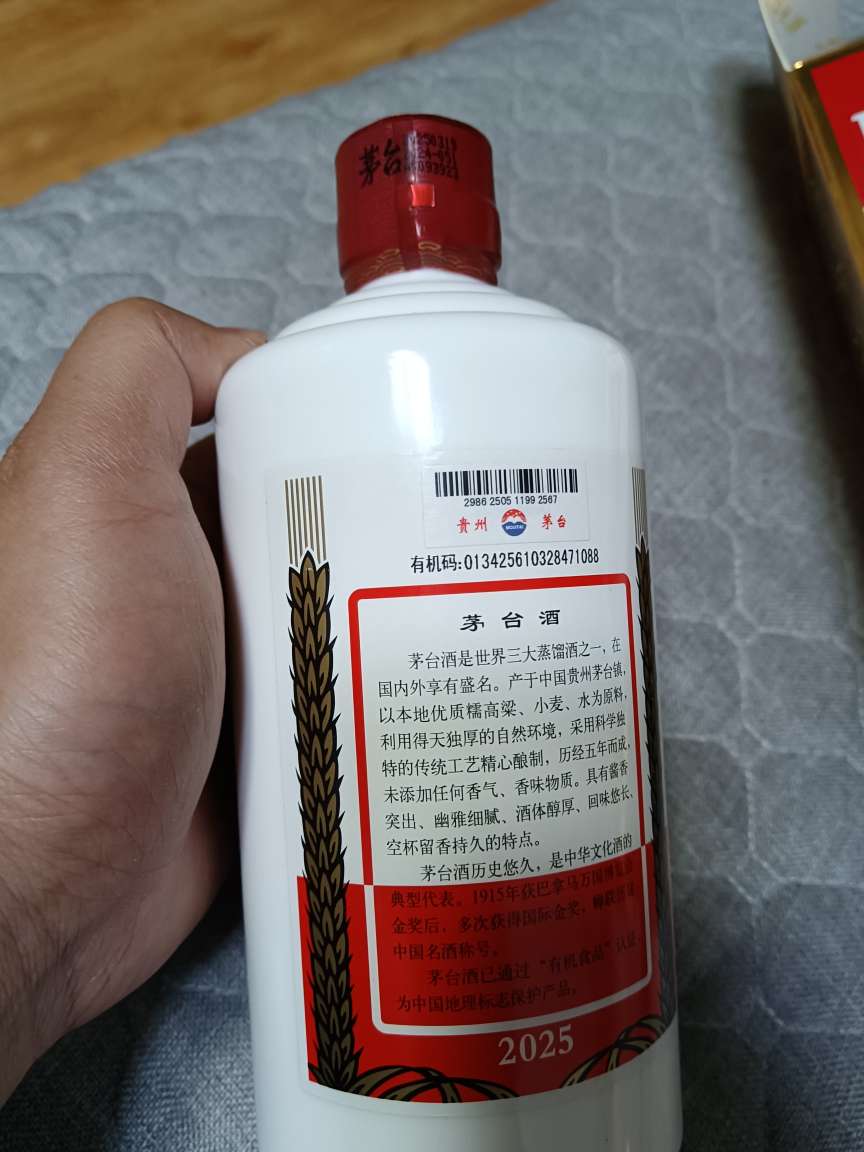 茅台
2986 2505 1199 2567
贵州 MOUTAI 茅台
有机码:013425610328471088
茅台酒
茅台酒是世界三大蒸馏酒之一,在
国内外享有盛名。产于中国贵州茅台镇,
以本地优质糯高粱、小麦、水为原料,
利用得天独厚的自然环境,采用科学独
特的传统工艺精心酿制,历经五年而成,
未添加任何香气、香味物质。具有酱香
突出、幽雅细腻、酒体醇厚、回味悠长、
空杯留香持久的特点。
茅台酒历史悠久,是中华文化酒的
典型代表。1915年获巴拿马万国博览会
金奖后,多次获得国际金奖,蝉联历届
中国名酒称号。
茅台酒已通过“有机食品”认证,
为中国地理标志保护产品。
2025